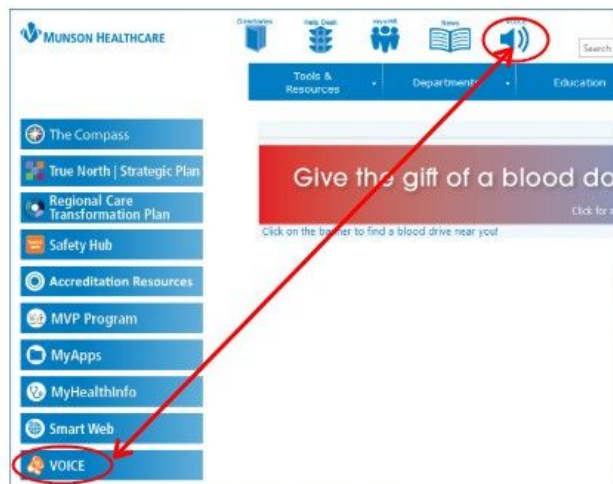 MUNSON HEALTHCARE
Directories
Help Desk
News
VOICE
Search
Tools &
Resources
Departments
Education
The Compass
True North | Strategic Plan
Regional Care
Transformation Plan
Safety Hub
Accreditation Resources
MVP Program
MyApps
MyHealthInfo
Smart Web
VOICE
Give the gift of a blood do
Click for
Click on the banner to find a blood drive near you!